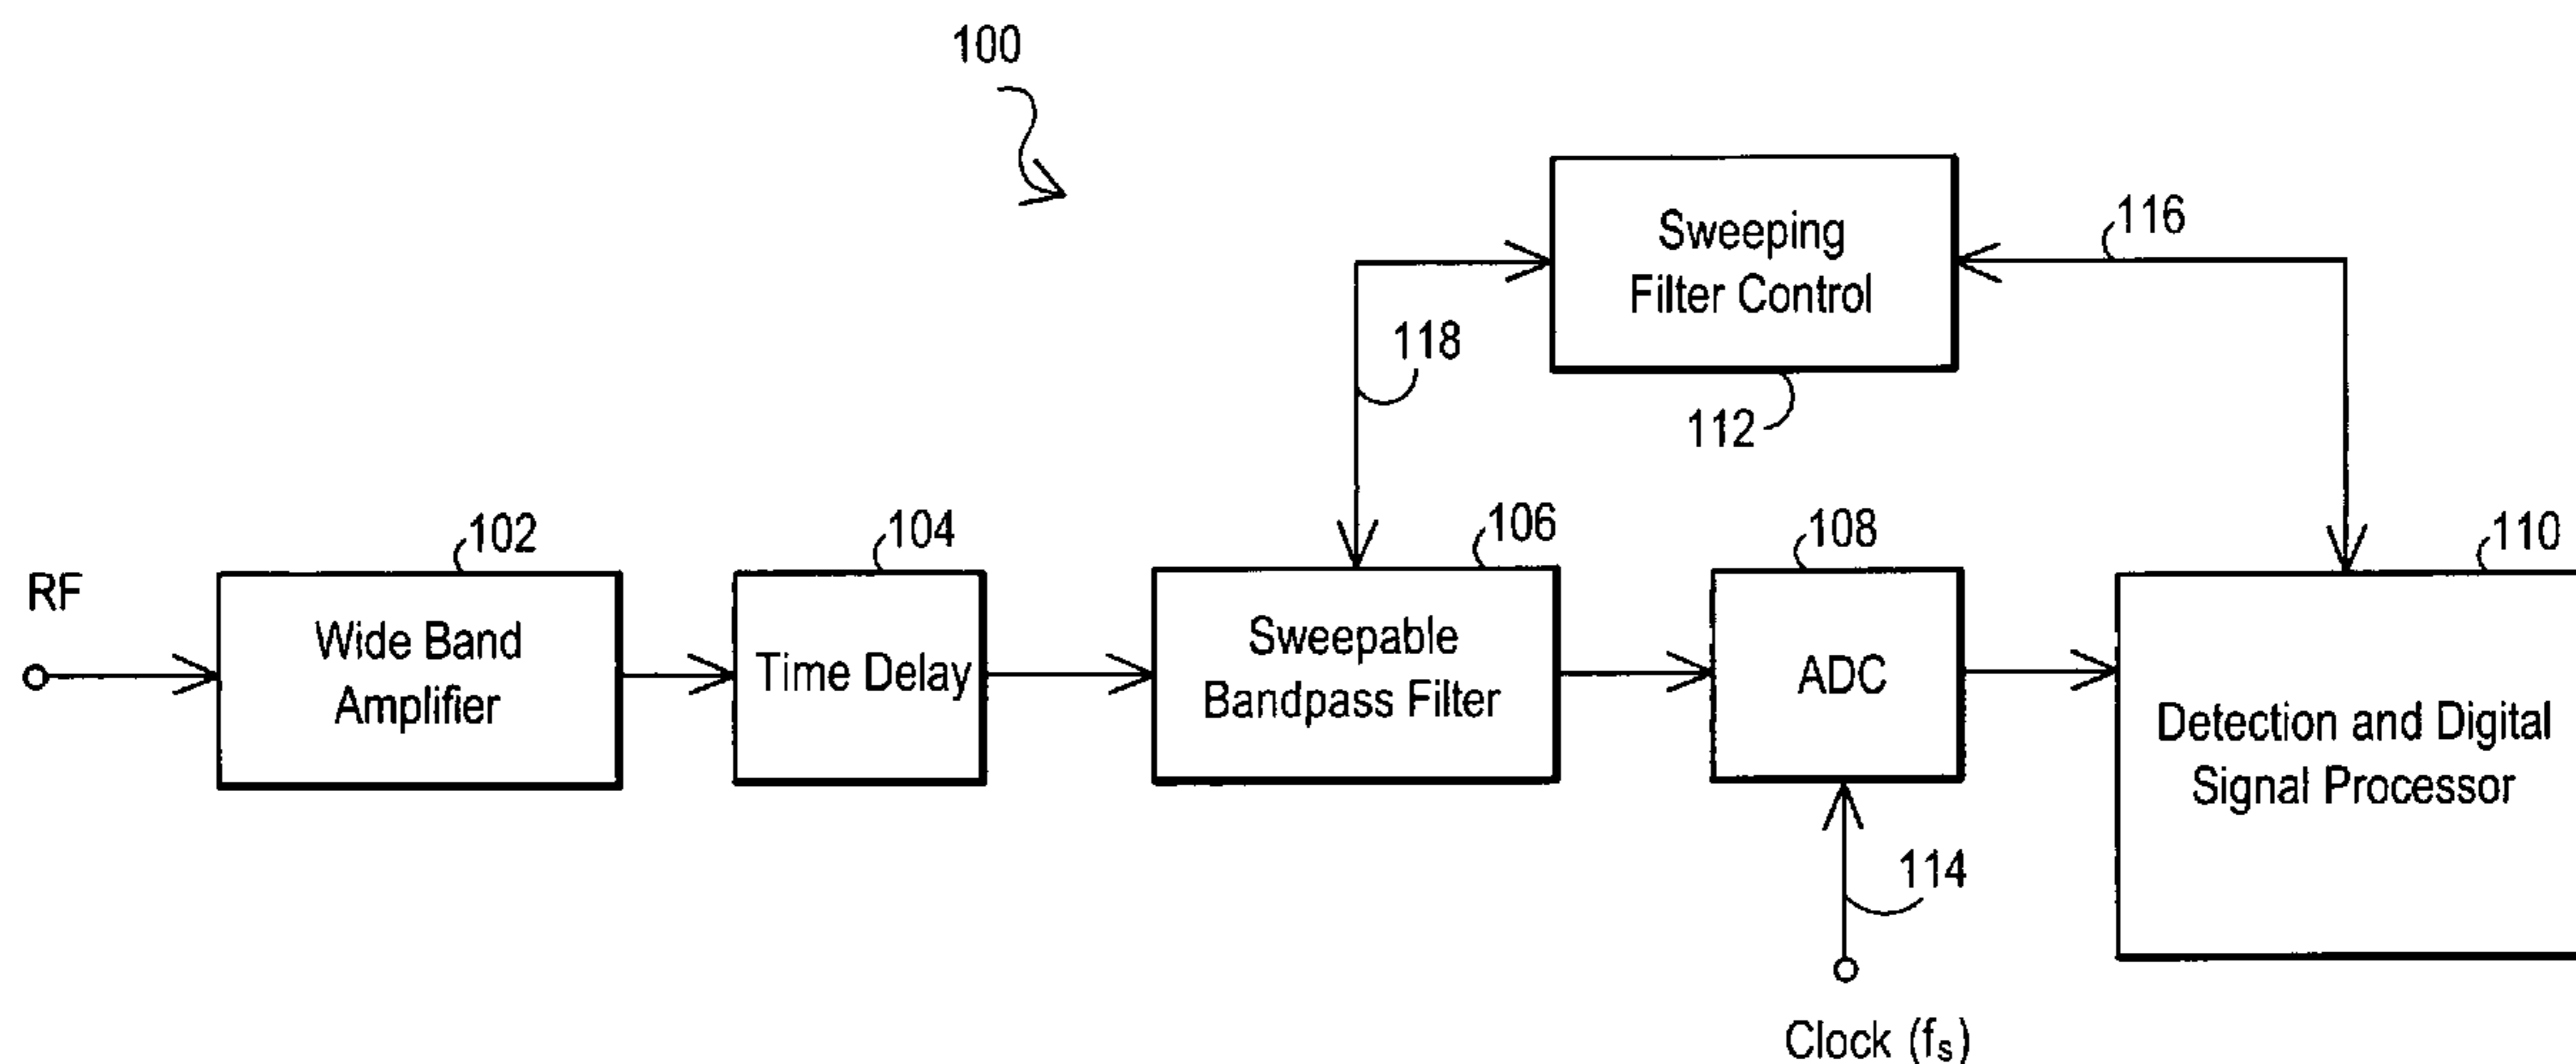 100
Sweeping
Filter Control
116
118
112
102
104
106
108
110
RF
Wide Band
Amplifier
Time Delay
Sweepable
Bandpass Filter
ADC
Detection and Digital
Signal Processor
114
Clock (fs)